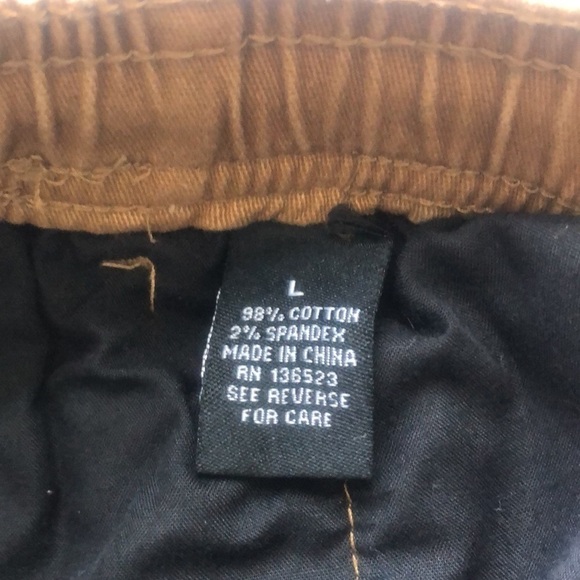 L
98% COTTON
2% SPANDEX
MADE IN CHINA
RN 136523
SEE REVERSE
FOR CARE